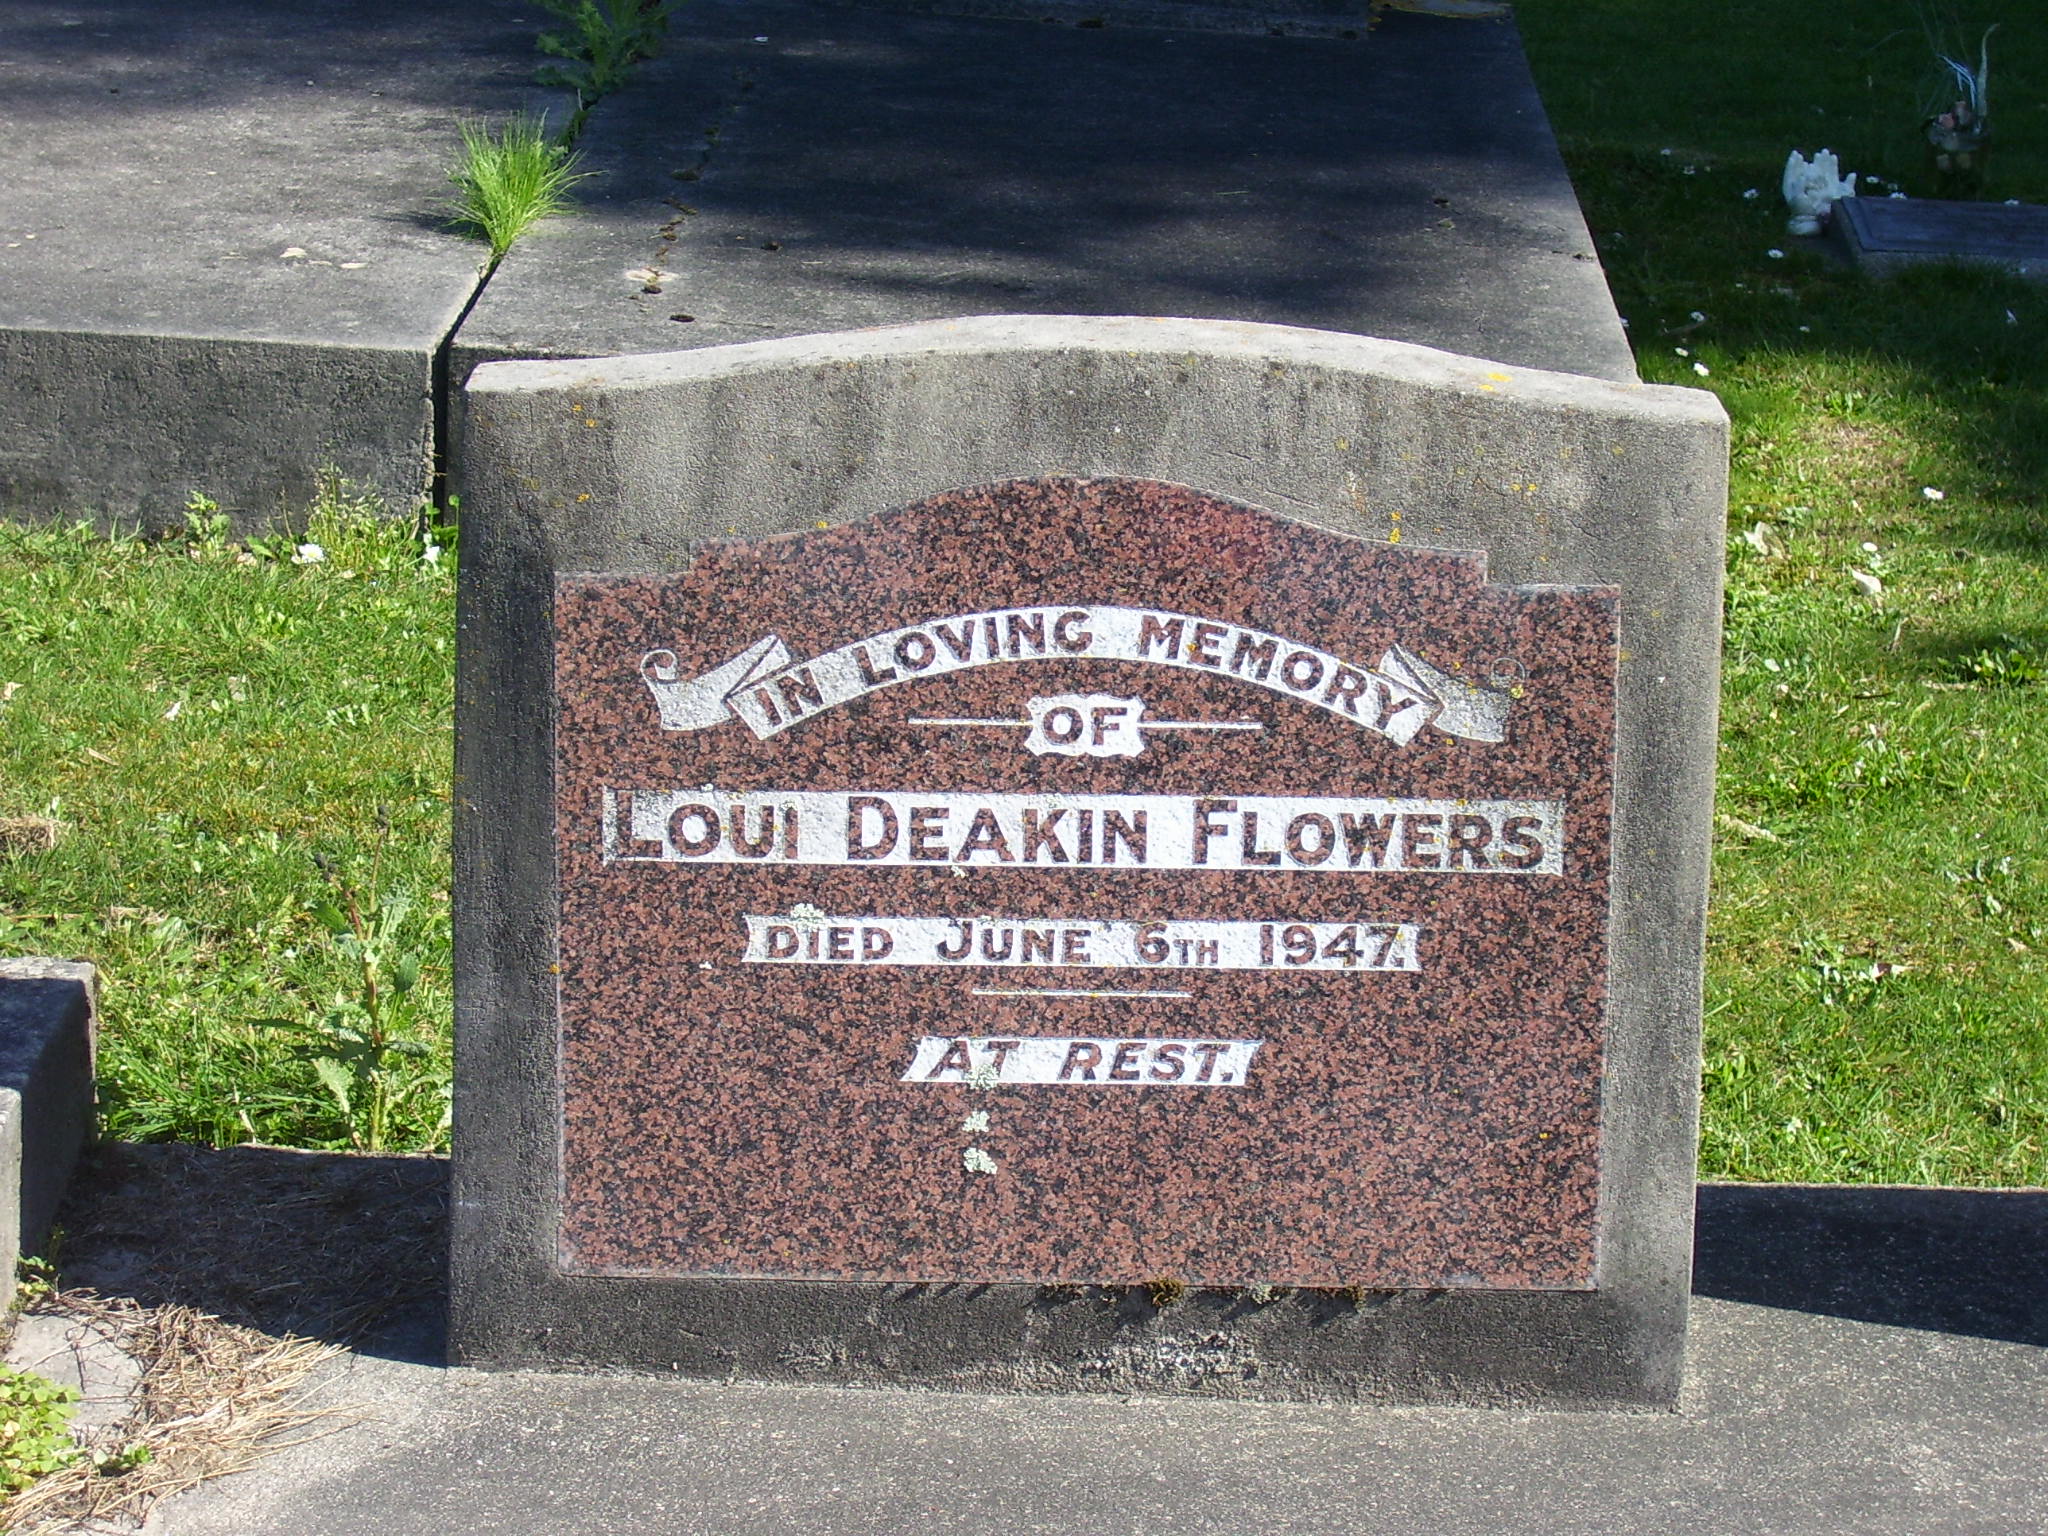 IN LOVING MEMORY
OF
LOUI DEAKIN FLOWERS
DIED JUNE 6TH 1947.
AT REST.